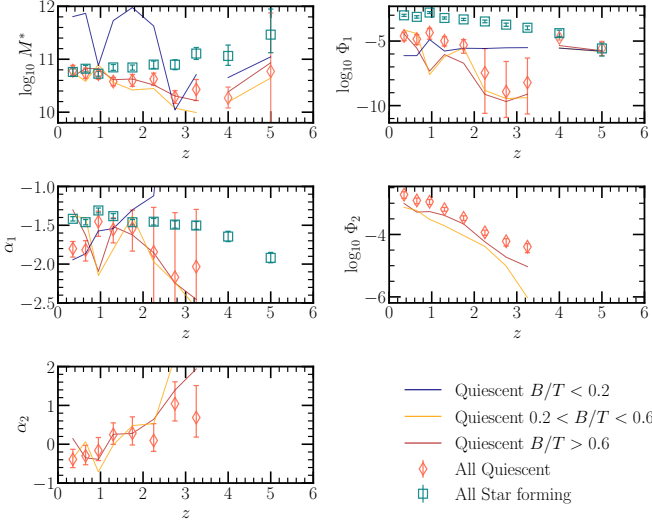 log₁₀ M*
12
11
10
0 1 2 3 4 5 6
z
log₁₀ Φ₁
−5
−10
0 1 2 3 4 5 6
z
α₁
−1.0
−1.5
−2.0
−2.5
0 1 2 3 4 5 6
z
log₁₀ Φ₂
−4
−6
0 1 2 3 4 5 6
z
α₂
2
1
0
−1
0 1 2 3 4 5 6
z
Quiescent B/T < 0.2
Quiescent 0.2 < B/T < 0.6
Quiescent B/T > 0.6
All Quiescent
All Star forming